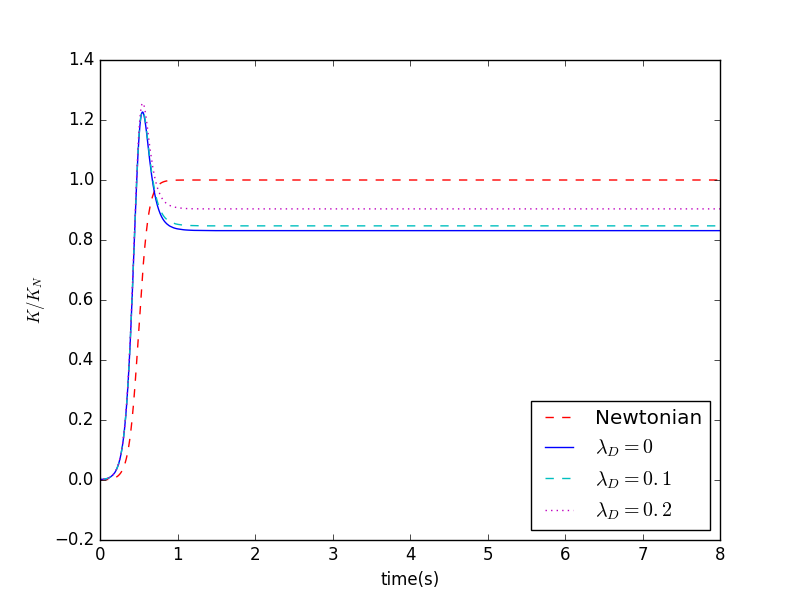 1.4
1.2
1.0
0.8
0.6
0.4
0.2
0.0
−0.2
K/K_N
0 1 2 3 4 5 6 7 8
time(s)
Newtonian
λ_D = 0
λ_D = 0.1
λ_D = 0.2